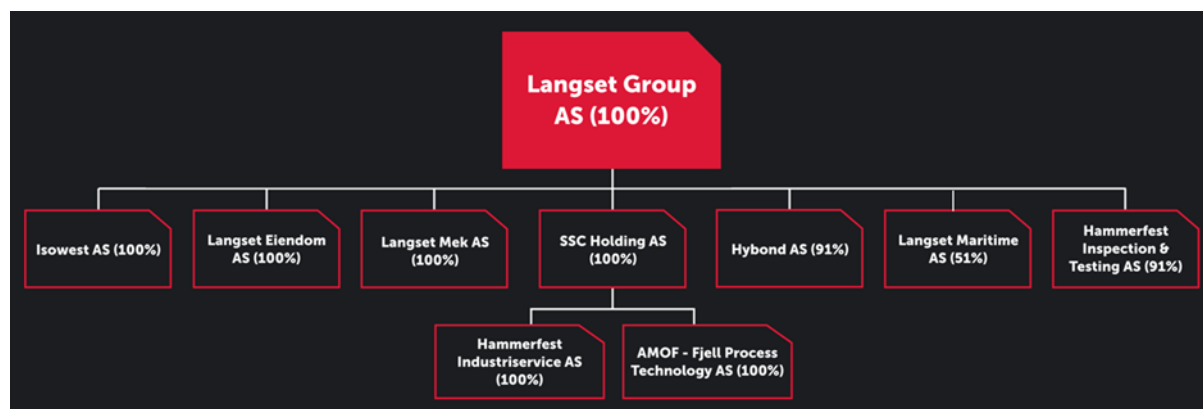 Langset Group
AS (100%)
Isowest AS (100%)
Langset Eiendom
AS (100%)
Langset Mek AS
(100%)
SSC Holding AS
(100%)
Hybond AS (91%)
Langset Maritime
AS (51%)
Hammerfest
Inspection &
Testing AS (91%)
Hammerfest
Industriservice AS
(100%)
AMOF - Fjell Process
Technology AS (100%)